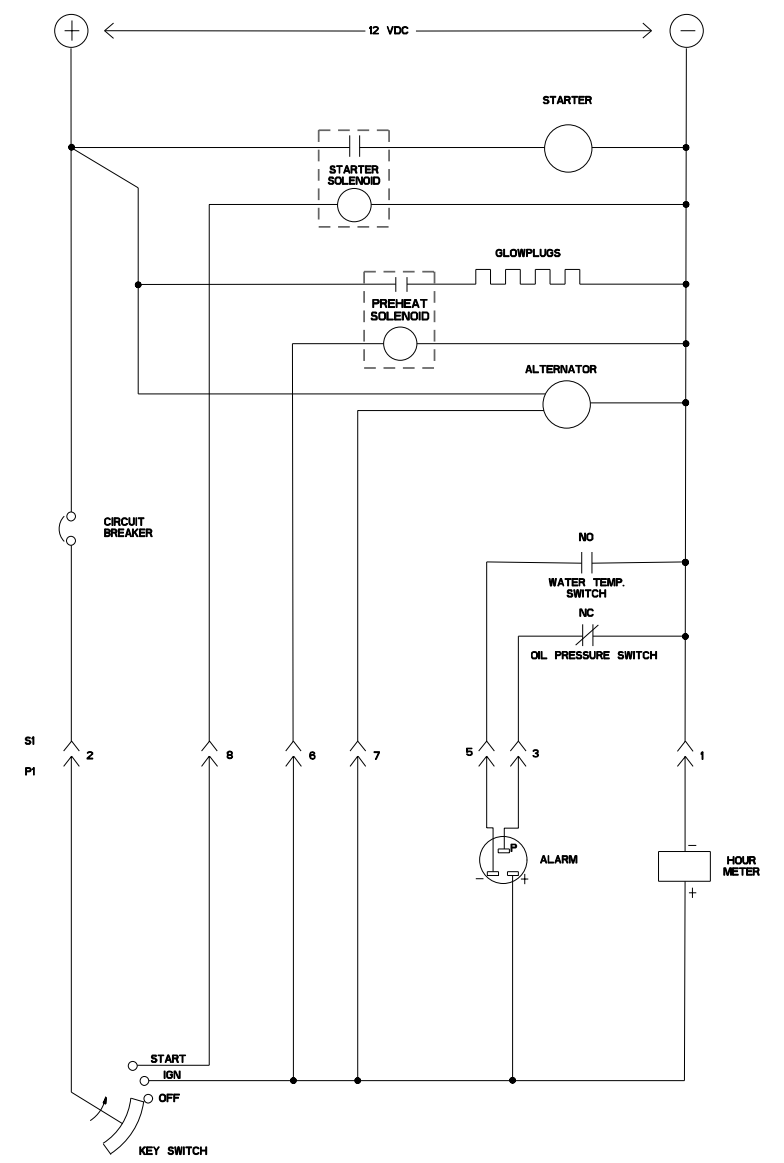 + 12 VDC −
STARTER
STARTER
SOLENOID
GLOWPLUGS
PREHEAT
SOLENOID
ALTERNATOR
CIRCUIT
BREAKER
NO
WATER TEMP.
SWITCH
NC
OIL PRESSURE SWITCH
S1
2 8 6 7 5 3 1
P1
P
ALARM
− +
−
HOUR
METER
+
START
IGN
OFF
KEY SWITCH